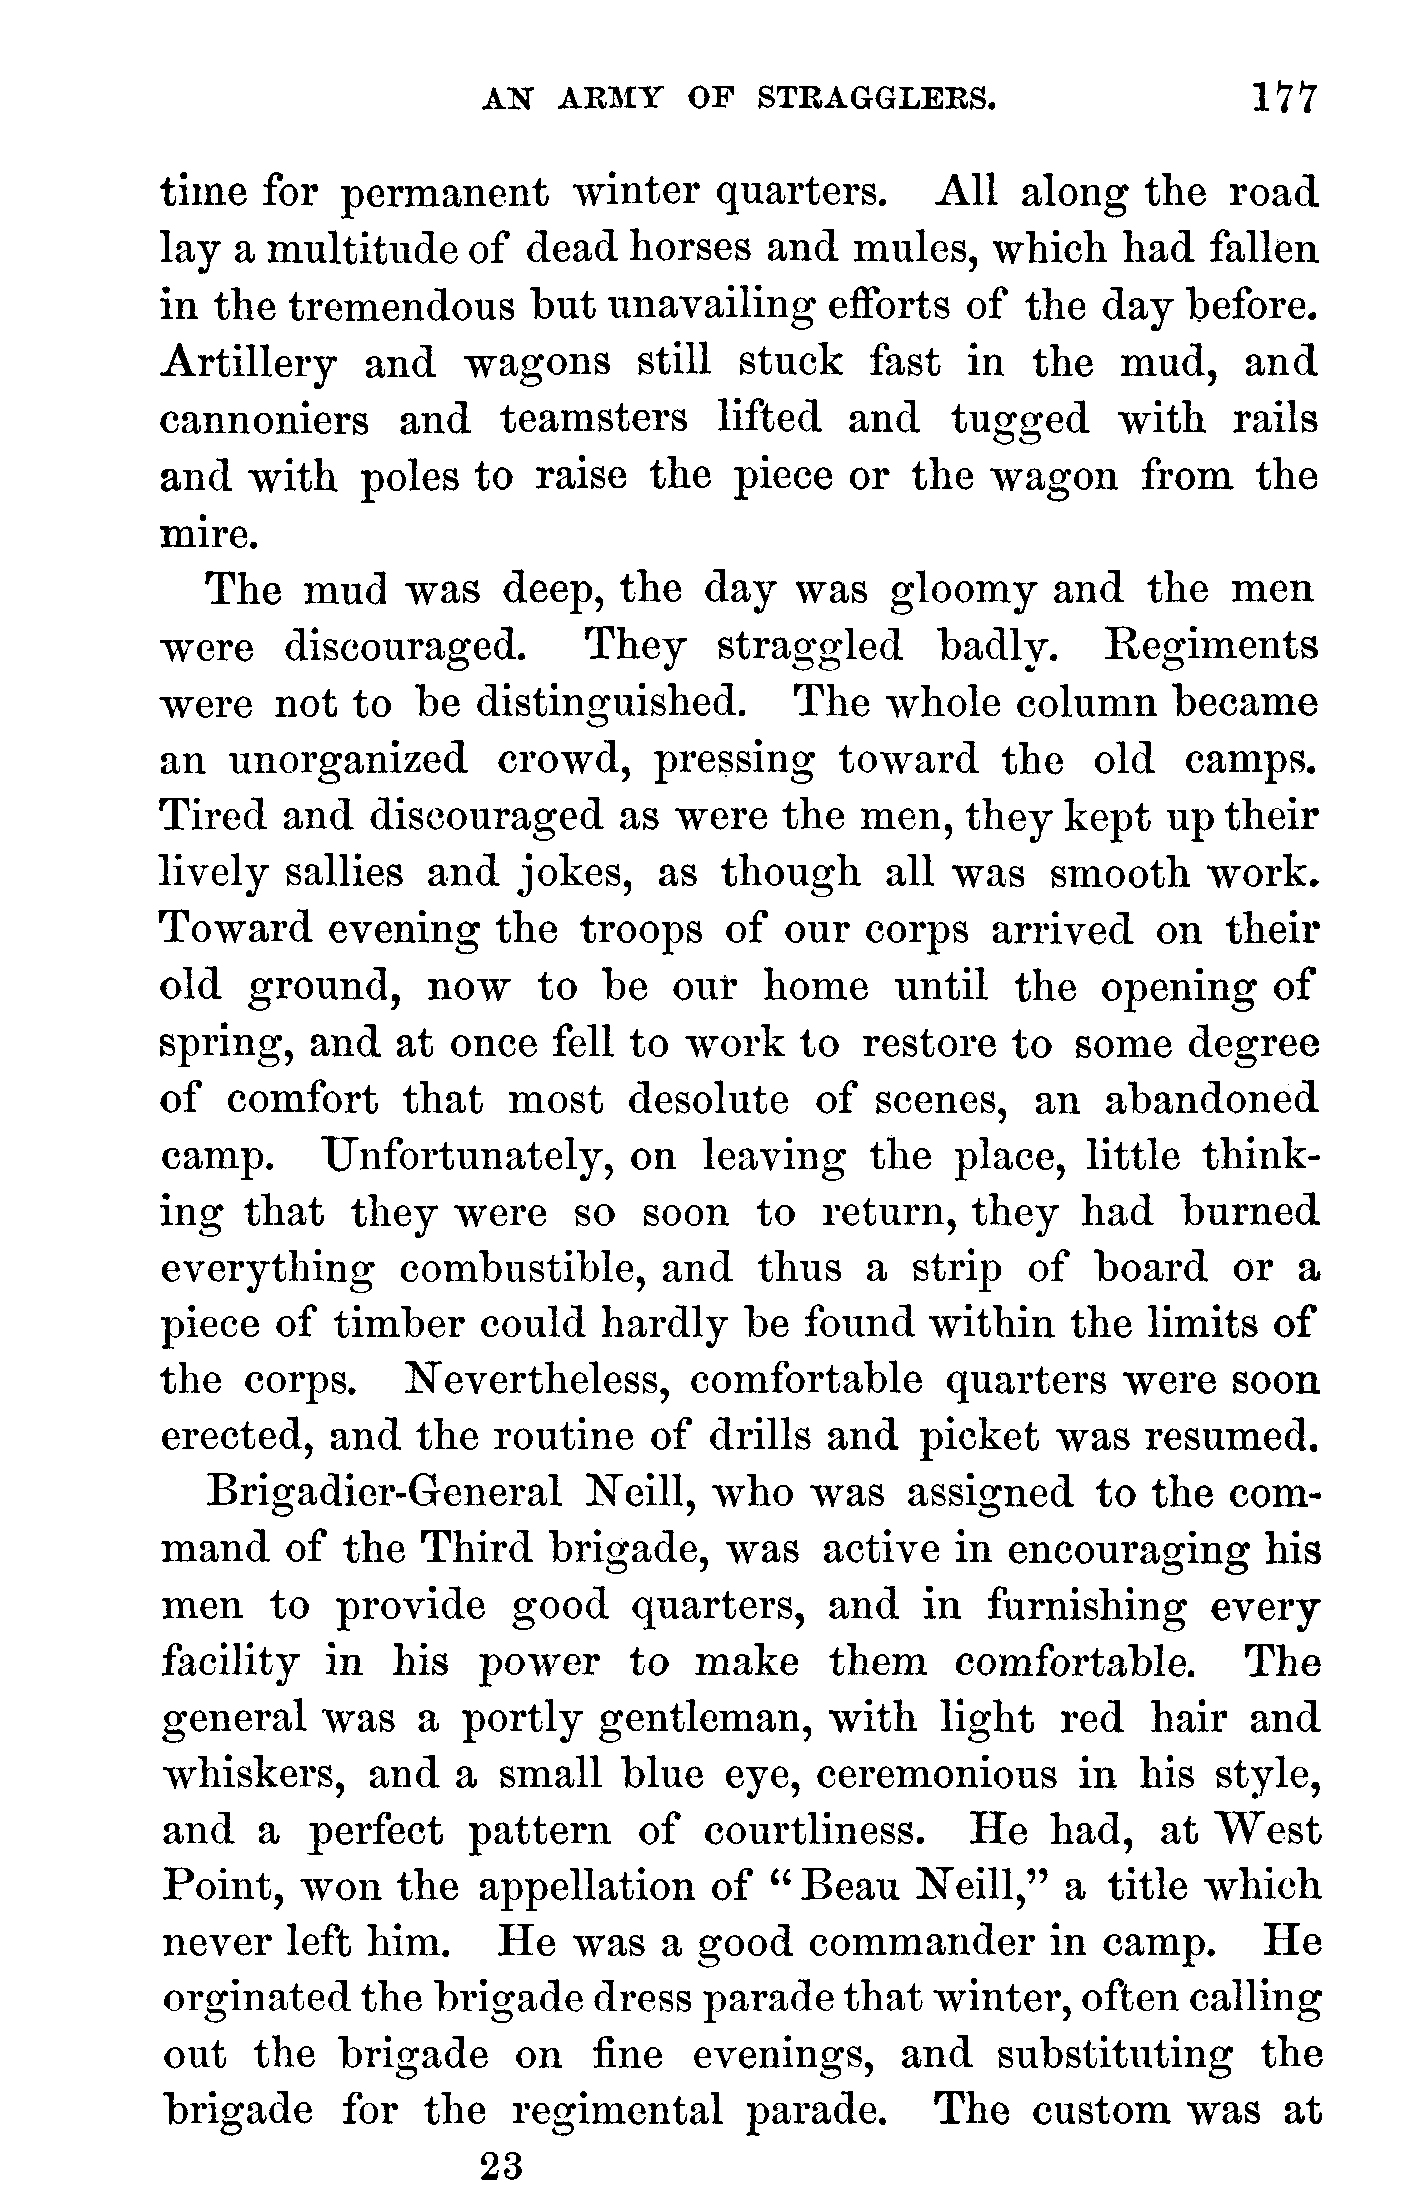 AN ARMY OF STRAGGLERS. 177
time for permanent winter quarters. All along the road
lay a multitude of dead horses and mules, which had fallen
in the tremendous but unavailing efforts of the day before.
Artillery and wagons still stuck fast in the mud, and
cannoniers and teamsters lifted and tugged with rails
and with poles to raise the piece or the wagon from the
mire.
The mud was deep, the day was gloomy and the men
were discouraged. They straggled badly. Regiments
were not to be distinguished. The whole column became
an unorganized crowd, pressing toward the old camps.
Tired and discouraged as were the men, they kept up their
lively sallies and jokes, as though all was smooth work.
Toward evening the troops of our corps arrived on their
old ground, now to be our home until the opening of
spring, and at once fell to work to restore to some degree
of comfort that most desolute of scenes, an abandoned
camp. Unfortunately, on leaving the place, little think-
ing that they were so soon to return, they had burned
everything combustible, and thus a strip of board or a
piece of timber could hardly be found within the limits of
the corps. Nevertheless, comfortable quarters were soon
erected, and the routine of drills and picket was resumed.
Brigadier-General Neill, who was assigned to the com-
mand of the Third brigade, was active in encouraging his
men to provide good quarters, and in furnishing every
facility in his power to make them comfortable. The
general was a portly gentleman, with light red hair and
whiskers, and a small blue eye, ceremonious in his style,
and a perfect pattern of courtliness. He had, at West
Point, won the appellation of "Beau Neill," a title which
never left him. He was a good commander in camp. He
orginated the brigade dress parade that winter, often calling
out the brigade on fine evenings, and substituting the
brigade for the regimental parade. The custom was at
23